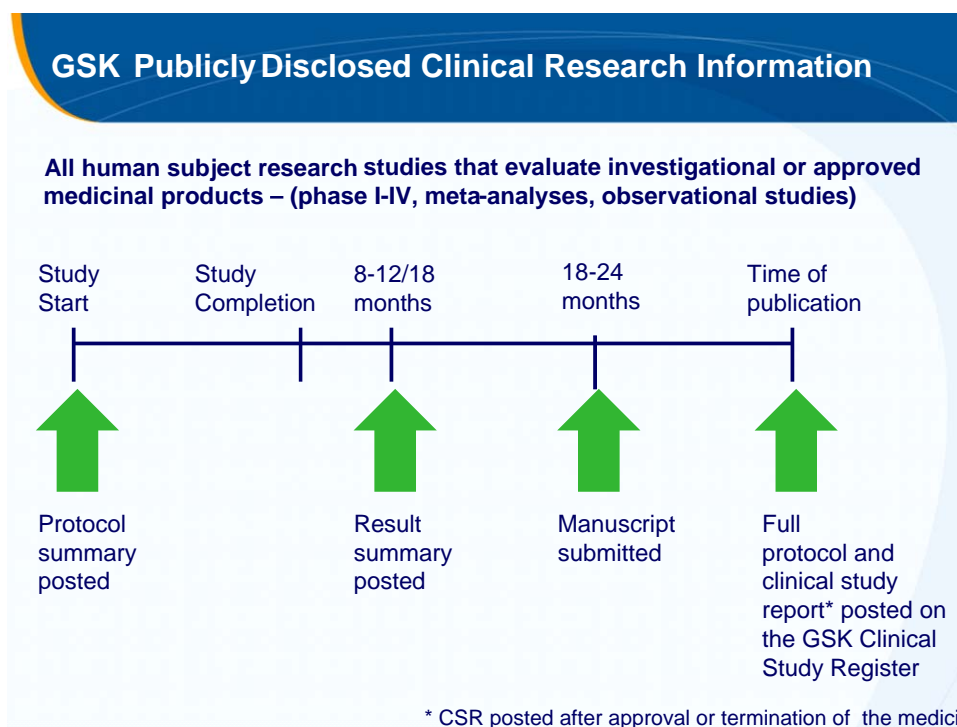 GSK Publicly Disclosed Clinical Research Information
All human subject research studies that evaluate investigational or approved
medicinal products – (phase I-IV, meta-analyses, observational studies)
Study
Start
Study
Completion
8-12/18
months
18-24
months
Time of
publication
Protocol
summary
posted
Result
summary
posted
Manuscript
submitted
Full
protocol and
clinical study
report* posted on
the GSK Clinical
Study Register
* CSR posted after approval or termination of the